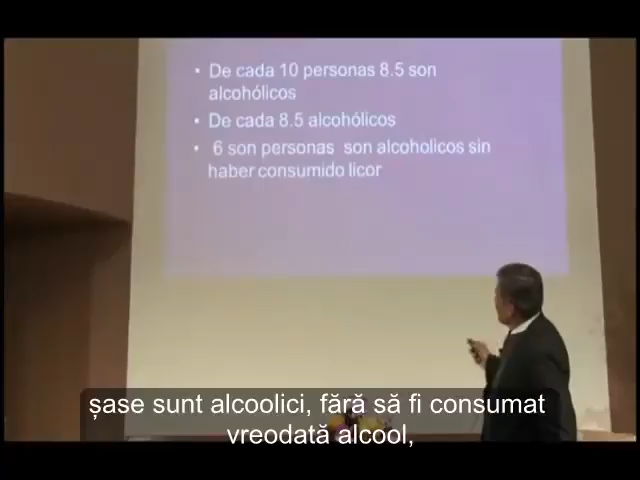 • De cada 10 personas 8.5 son
alcohólicos
• De cada 8.5 alcohólicos
• 6 son personas  son alcoholicos sin
haber consumido licor
șase sunt alcoolici, fără să fi consumat
vreodată alcool,